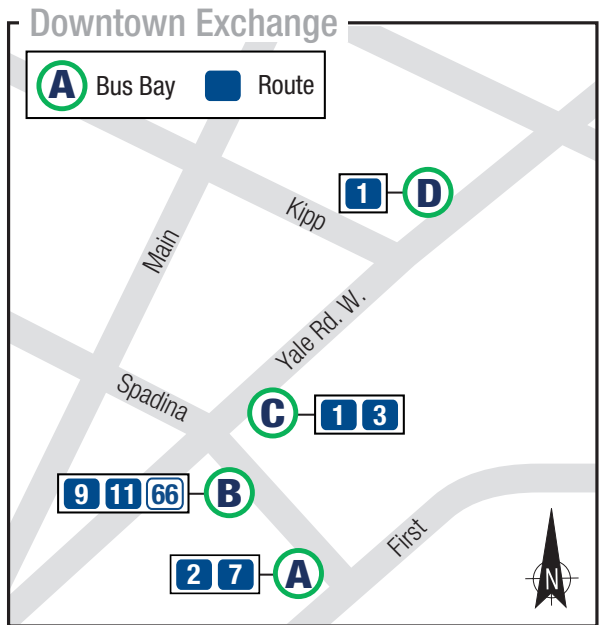 Downtown Exchange
A Bus Bay Route
1 D
Kipp
Main
Yale Rd. W.
Spadina
C 1 3
9 11 66 B
First
2 7 A
N